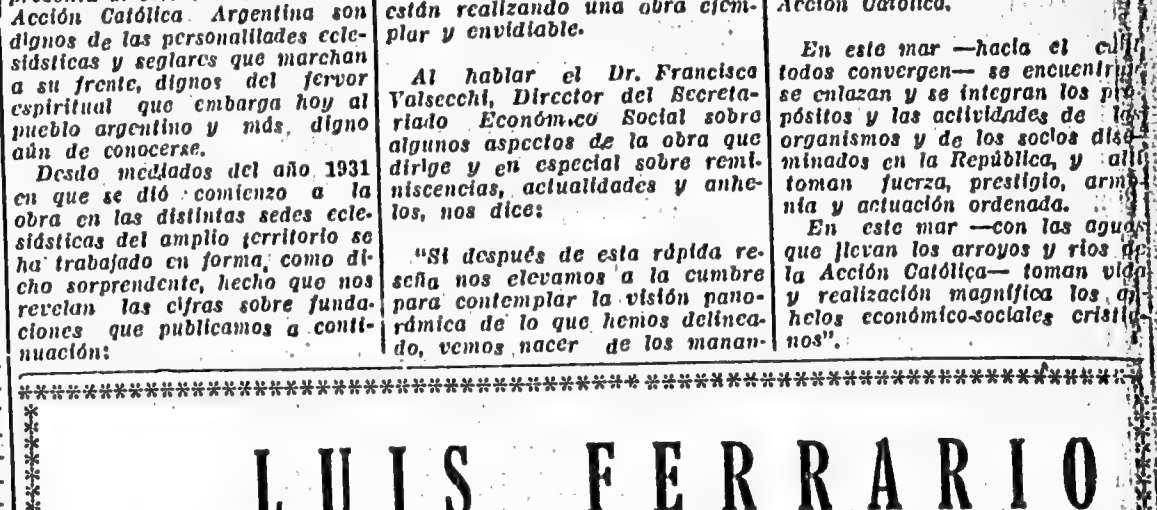 Acción Católica Argentina son
dignos de las personalilades ecle-
siásticas y seglares que marchan
a su frente, dignos del fervor
espiritual que embarga hoy al
pueblo argentino y más, digno
aún de conocerse.
Desde mediados del año 1931
en que se dió comienzo a la
obra en las distintas sedes ecle-
siásticas del amplio territorio se
ha trabajado en forma, como di-
cho sorprendente, hecho que nos
revelan las cifras sobre funda-
ciones que publicamos a conti-
nuación:
están realizando una obra ejem-
plar y envidiable.
Al hablar el Dr. Francisco
Valsecchi, Director del Secreta-
riado Económico Social sobre
algunos aspectos de la obra que
dirige y en especial sobre remi-
niscencias, actualidades y anhe-
los, nos dice:
"Si después de esta rápida re-
seña nos elevamos a la cumbre
para contemplar la visión pano-
rámica de lo que hemos delinea-
do, vemos nacer de los manan-
Acción Católica.
En este mar —hacia el cual
todos convergen— se encuentran,
se enlazan y se integran los pro-
pósitos y las actividades de los
organismos y de los socios dise-
minados en la República, y allí
toman fuerza, prestigio, armo-
nía y actuación ordenada.
En este mar —con las aguas
que llevan los arroyos y rios de
la Acción Católica— toman vida
y realización magnífica los an-
helos económico-sociales cristia-
nos".
LUIS FERRARIO